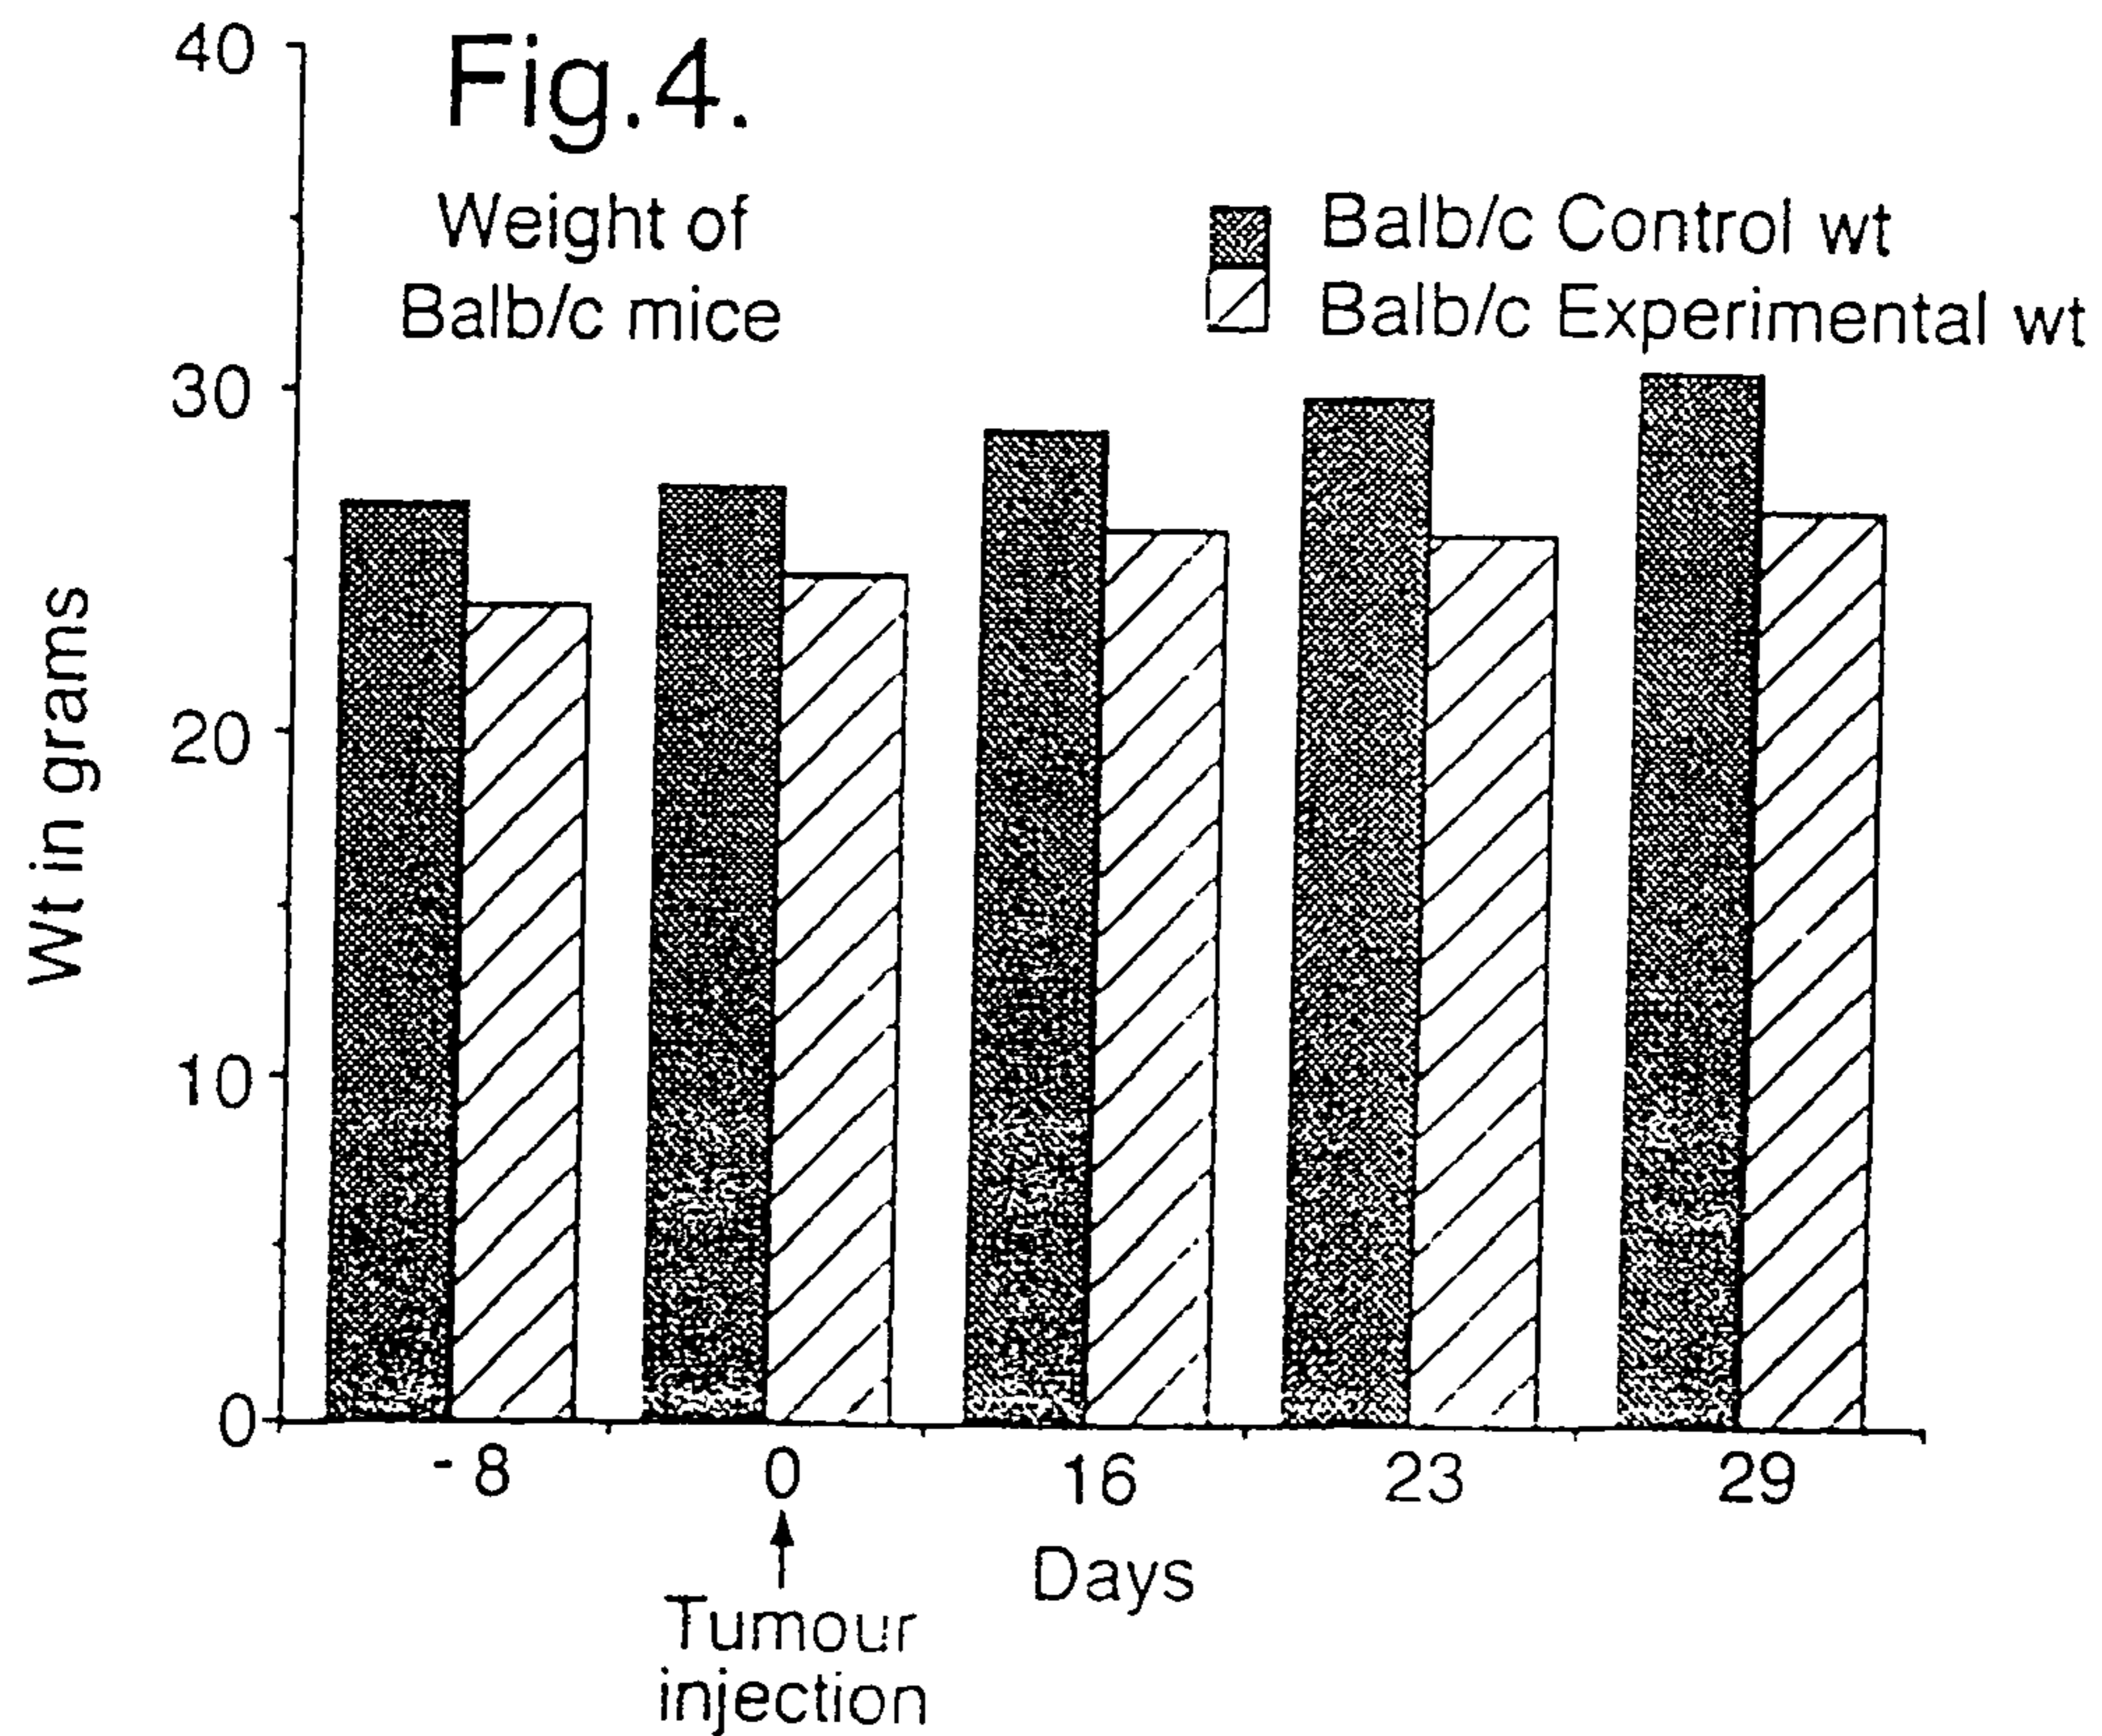 Fig.4.
Weight of
Balb/c mice
Balb/c Control wt
Balb/c Experimental wt
Wt in grams
40
30
20
10
0
- 8
0
16
23
29
Days
Tumour
injection